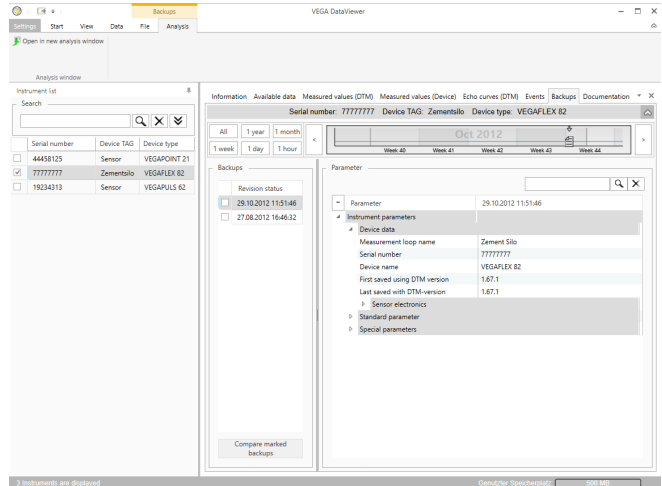 Backups
VEGA DataViewer
Settings Start View Data File Analysis
Open in new analysis window
Analysis window
Instrument list
Search
Serial number Device TAG Device type
44458125 Sensor VEGAPOINT 21
77777777 Zementsilo VEGAFLEX 82
19234313 Sensor VEGAPULS 62
Information Available data Measured values (DTM) Measured values (Device) Echo curves (DTM) Events Backups Documentation
Serial number: 77777777 Device TAG: Zementsilo Device type: VEGAFLEX 82
All 1 year 1 month
1 week 1 day 1 hour
<
Oct 2012
Week 40 Week 41 Week 42 Week 43 Week 44
>
Backups
Revision status
29.10.2012 11:51:46
27.08.2012 16:46:32
Compare marked
backups
Parameter
Parameter 29.10.2012 11:51:46
Instrument parameters
Device data
Measurement loop name Zement Silo
Serial number 77777777
Device name VEGAFLEX 82
First saved using DTM version 1.67.1
Last saved with DTM-version 1.67.1
Sensor electronics
Standard parameter
Special parameters
3 Instruments are displayed
Genutzter Speicherplatz: 500 MB